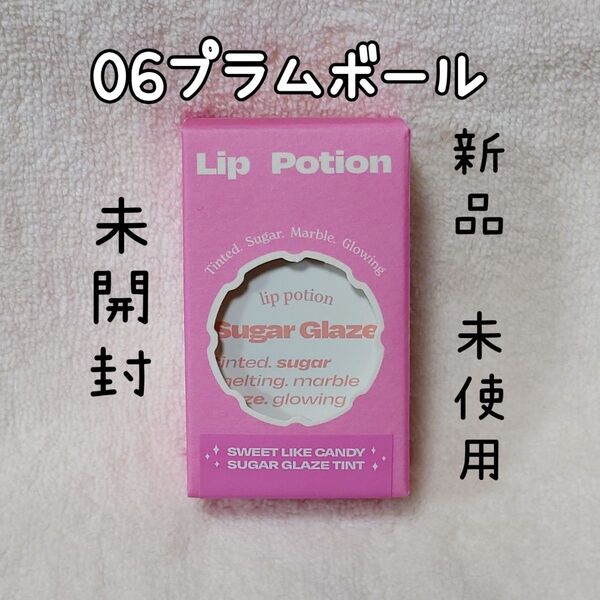 06プラムボール
新品 未使用
未開封
Lip Potion
Tinted. Sugar. Marble. Glowing
lip potion
Sugar Glaze
inted. sugar
melting. marble
ze. glowing
SWEET LIKE CANDY
SUGAR GLAZE TINT